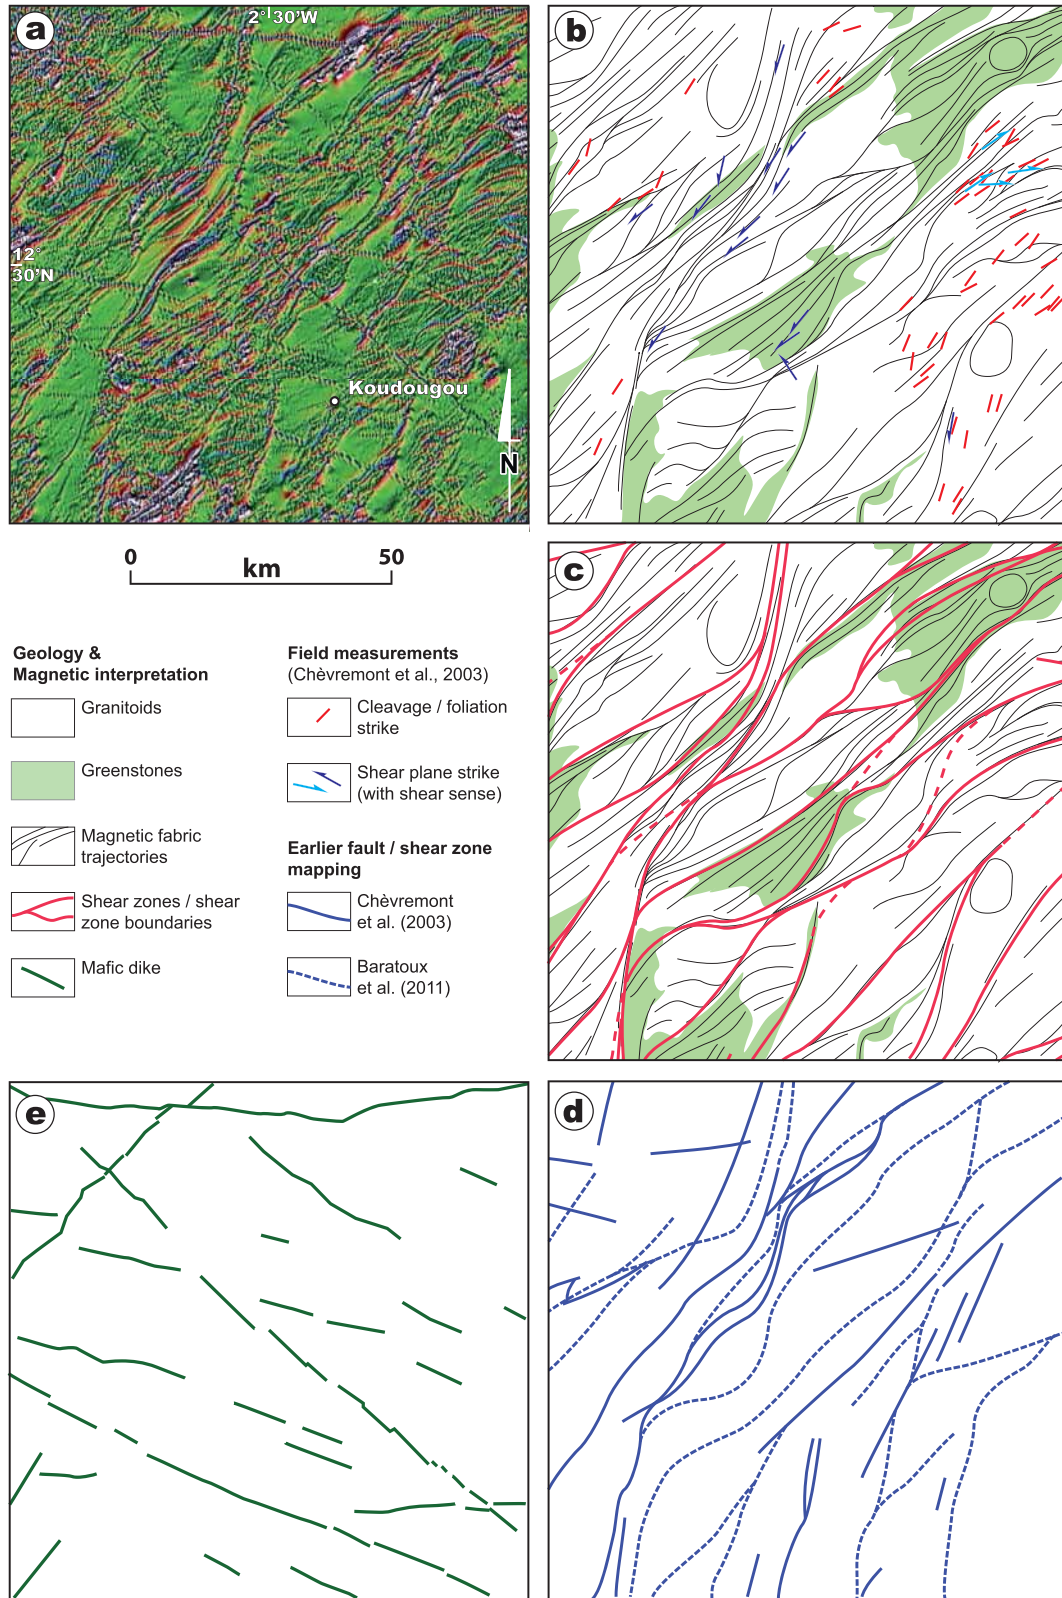 a
2° 30'W
12°
30'N
Koudougou
N
b
0 50
km
c
Geology &
Magnetic interpretation
Granitoids
Greenstones
Magnetic fabric
trajectories
Shear zones / shear
zone boundaries
Mafic dike
Field measurements
(Chèvremont et al., 2003)
Cleavage / foliation
strike
Shear plane strike
(with shear sense)
Earlier fault / shear zone
mapping
Chèvremont
et al. (2003)
Baratoux
et al. (2011)
e
d